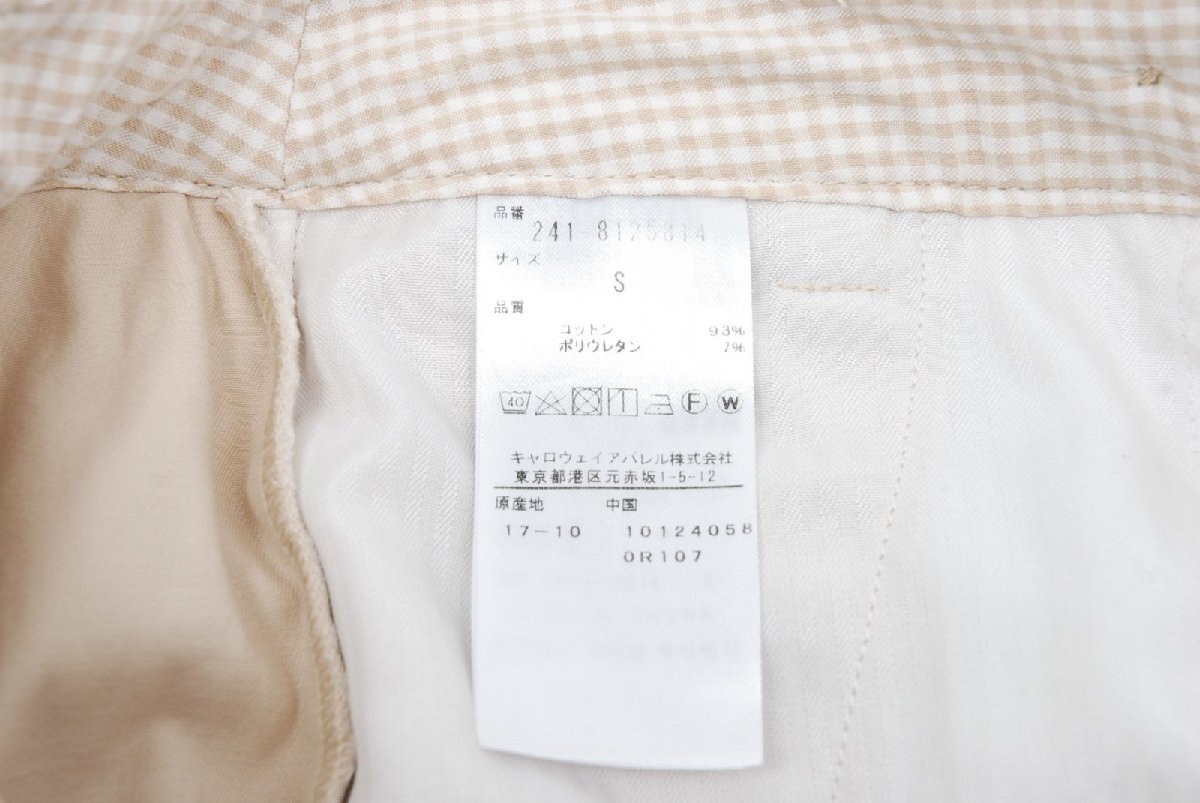 品番
241-8125814
サイズ
S
品質
コットン 93%
ポリウレタン 7%
40 F W
キャロウェイアパレル株式会社
東京都港区元赤坂1-5-12
原産地 中国
17-10 10124058
0R107